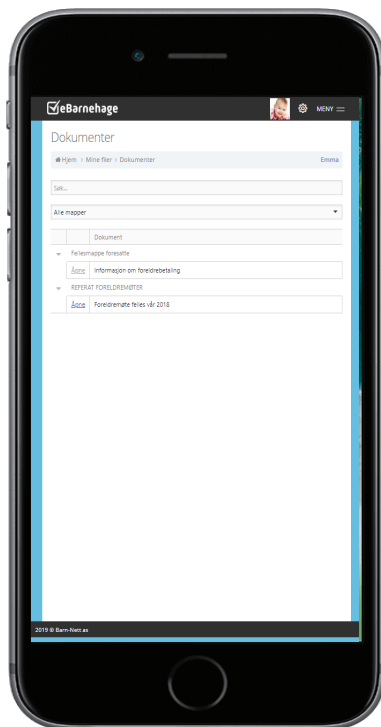 eBarnehage
MENY
Dokumenter
Hjem > Mine filer > Dokumenter Emma
Søk...
Alle mapper
Dokument
Fellesmappe foresatte
Åpne Informasjon om foreldrebetaling
REFERAT FORELDREMØTER
Åpne Foreldremøte felles vår 2018
2019 © Barn-Nett as